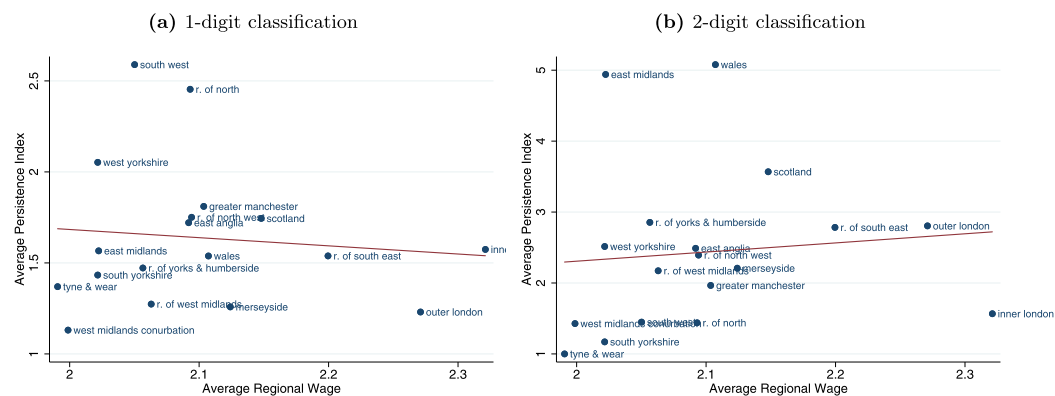 (a) 1-digit classification
Average Persistence Index
2.5
2
1.5
1
south west
r. of north
west yorkshire
greater manchester
r. of north west
scotland
east anglia
east midlands
wales
r. of south east
inn
r. of yorks & humberside
south yorkshire
tyne & wear
r. of west midlands
merseyside
outer london
west midlands conurbation
2
2.1
2.2
2.3
Average Regional Wage
(b) 2-digit classification
Average Persistence Index
5
4
3
2
1
wales
east midlands
scotland
r. of yorks & humberside
r. of south east
outer london
west yorkshire
east anglia
r. of north west
r. of west midlands
merseyside
greater manchester
inner london
west midlands conurbation
south west
r. of north
south yorkshire
tyne & wear
2
2.1
2.2
2.3
Average Regional Wage